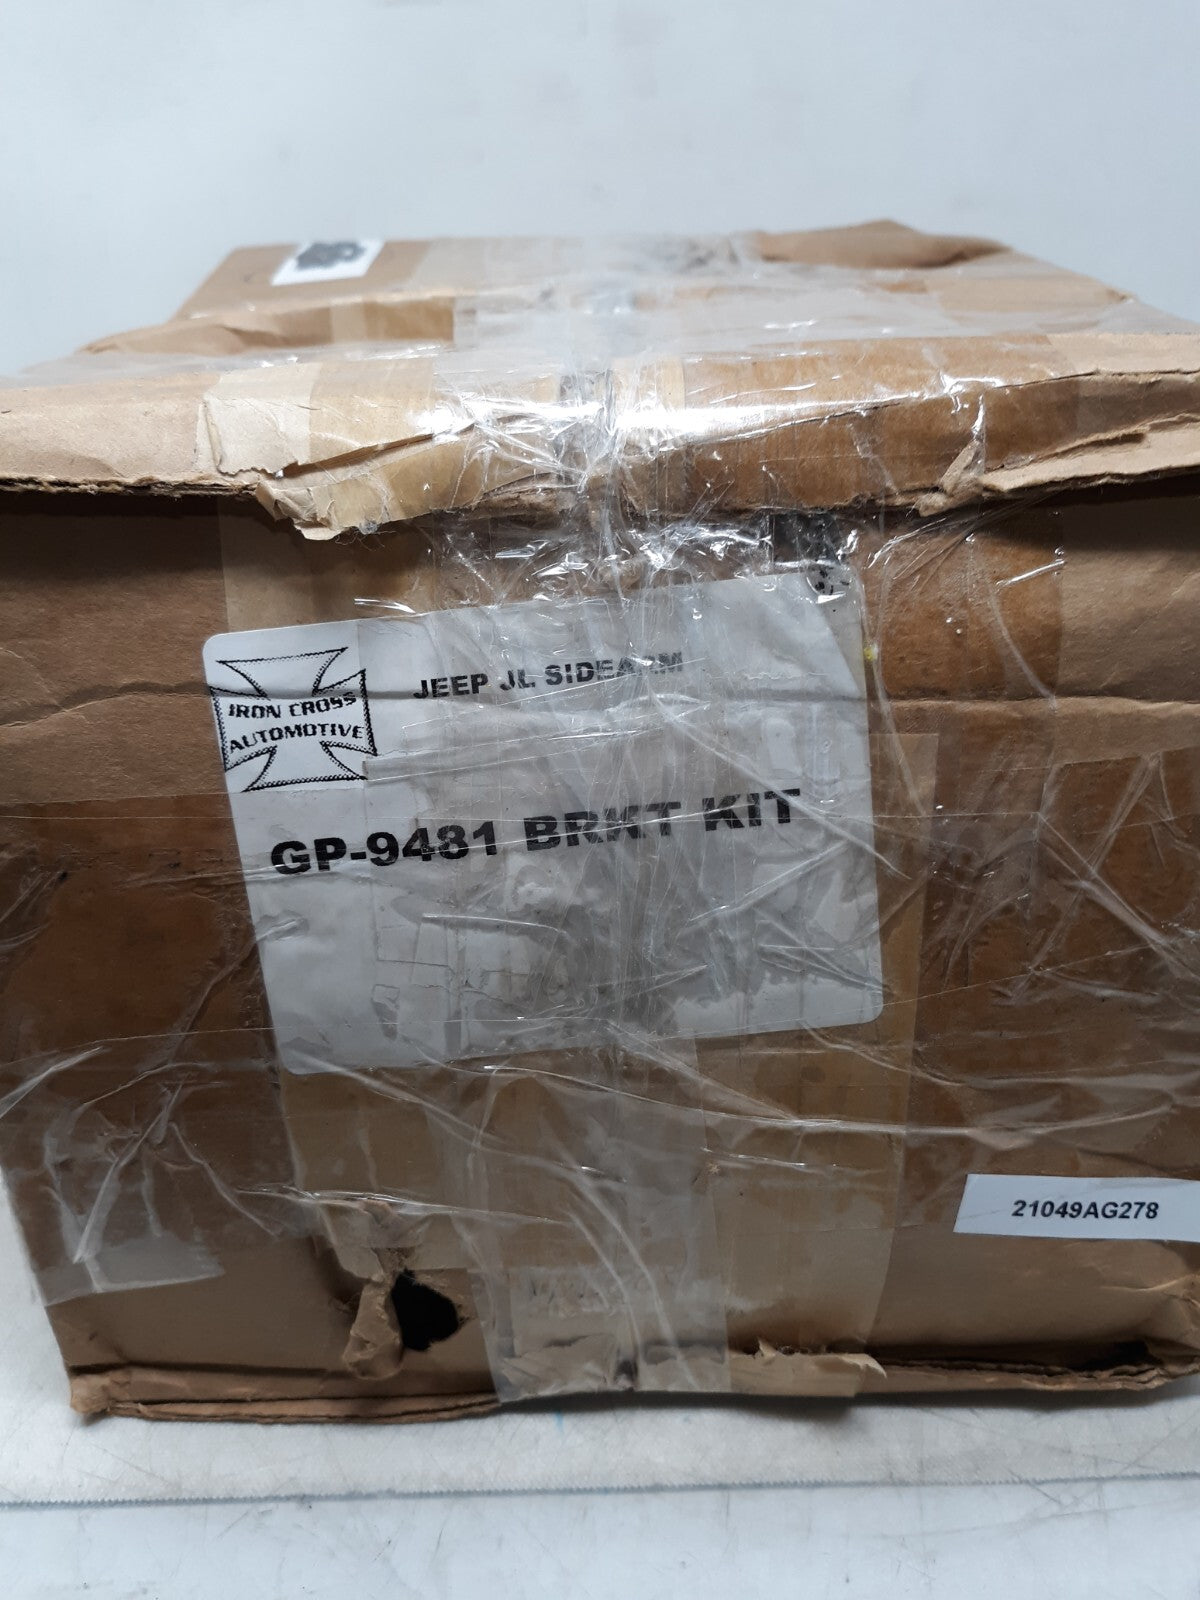 IRON CROSS
AUTOMOTIVE
JEEP JL SIDEARM
GP-9481 BRKT KIT
21049AG278